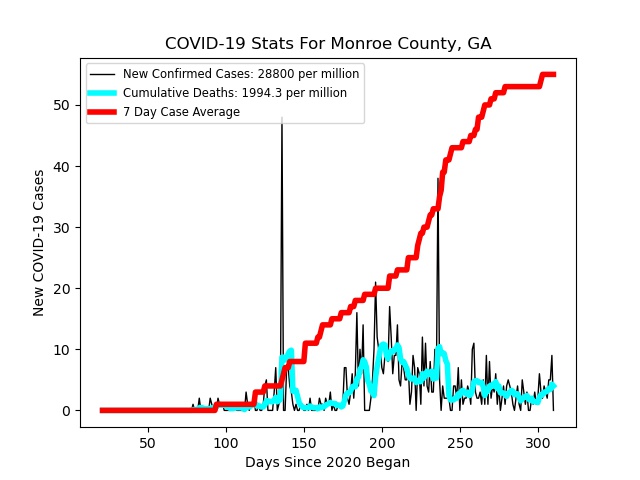 COVID-19 Stats For Monroe County, GA
New Confirmed Cases: 28800 per million
Cumulative Deaths: 1994.3 per million
7 Day Case Average
50
40
30
20
10
0
New COVID-19 Cases
50 100 150 200 250 300
Days Since 2020 Began